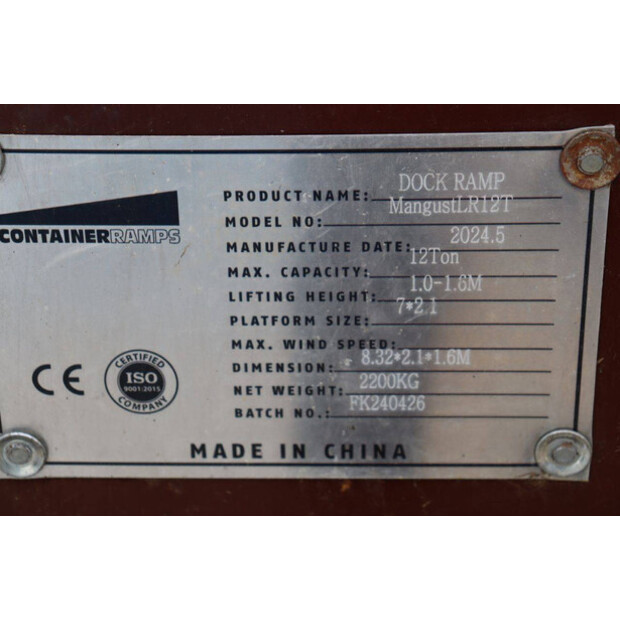 CONTAINERRAMPS
PRODUCT NAME: DOCK RAMP
MODEL NO: MangustLR12T
MANUFACTURE DATE: 2024.5
MAX. CAPACITY: 12Ton
LIFTING HEIGHT: 1.0-1.6M
PLATFORM SIZE: 7*2.1
MAX. WIND SPEED:
DIMENSION: 8.32*2.1*1.6M
NET WEIGHT: 2200KG
BATCH NO.: FK240426
CE
CERTIFIED
ISO
9001:2015
COMPANY
MADE IN CHINA